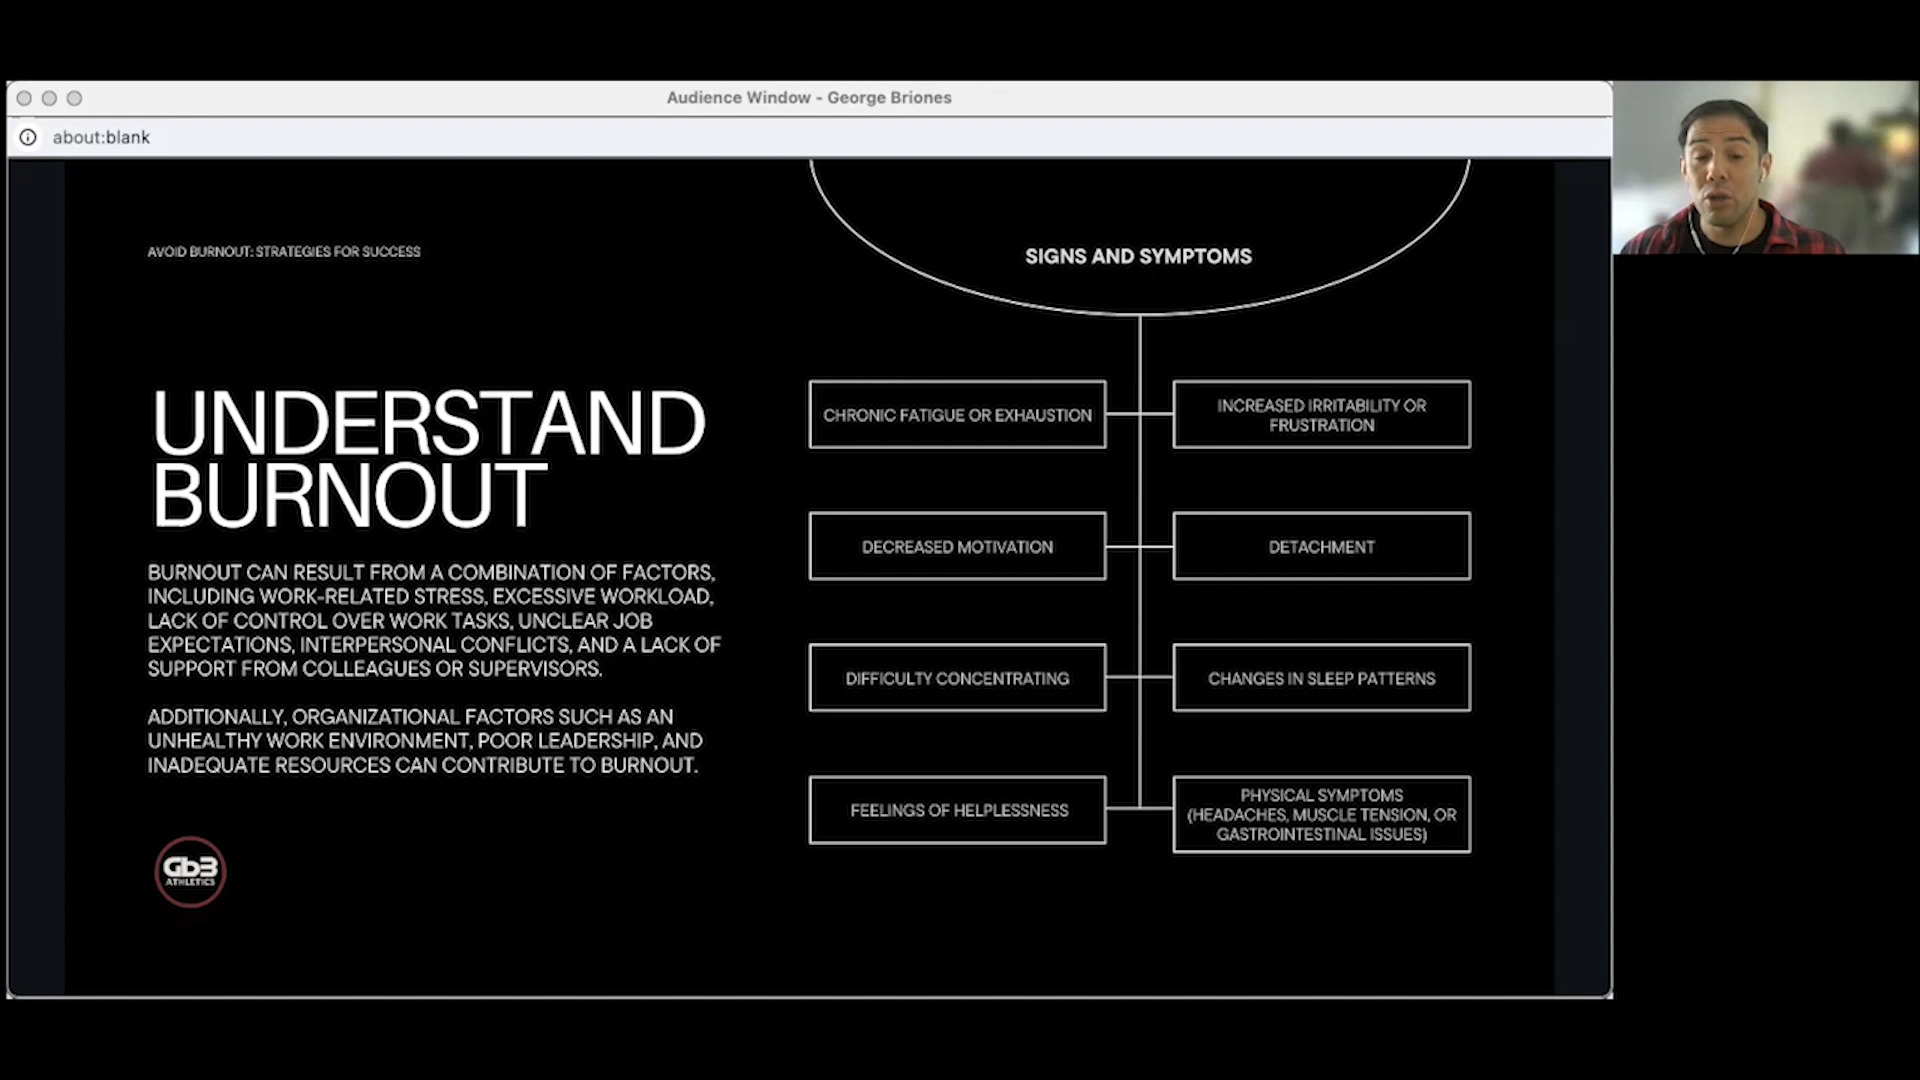 Audience Window - George Briones
about:blank
AVOID BURNOUT: STRATEGIES FOR SUCCESS
UNDERSTAND
BURNOUT
BURNOUT CAN RESULT FROM A COMBINATION OF FACTORS,
INCLUDING WORK-RELATED STRESS, EXCESSIVE WORKLOAD,
LACK OF CONTROL OVER WORK TASKS, UNCLEAR JOB
EXPECTATIONS, INTERPERSONAL CONFLICTS, AND A LACK OF
SUPPORT FROM COLLEAGUES OR SUPERVISORS.
ADDITIONALLY, ORGANIZATIONAL FACTORS SUCH AS AN
UNHEALTHY WORK ENVIRONMENT, POOR LEADERSHIP, AND
INADEQUATE RESOURCES CAN CONTRIBUTE TO BURNOUT.
Gb3
ATHLETICS
SIGNS AND SYMPTOMS
CHRONIC FATIGUE OR EXHAUSTION
INCREASED IRRITABILITY OR
FRUSTRATION
DECREASED MOTIVATION
DETACHMENT
DIFFICULTY CONCENTRATING
CHANGES IN SLEEP PATTERNS
FEELINGS OF HELPLESSNESS
PHYSICAL SYMPTOMS
(HEADACHES, MUSCLE TENSION, OR
GASTROINTESTINAL ISSUES)